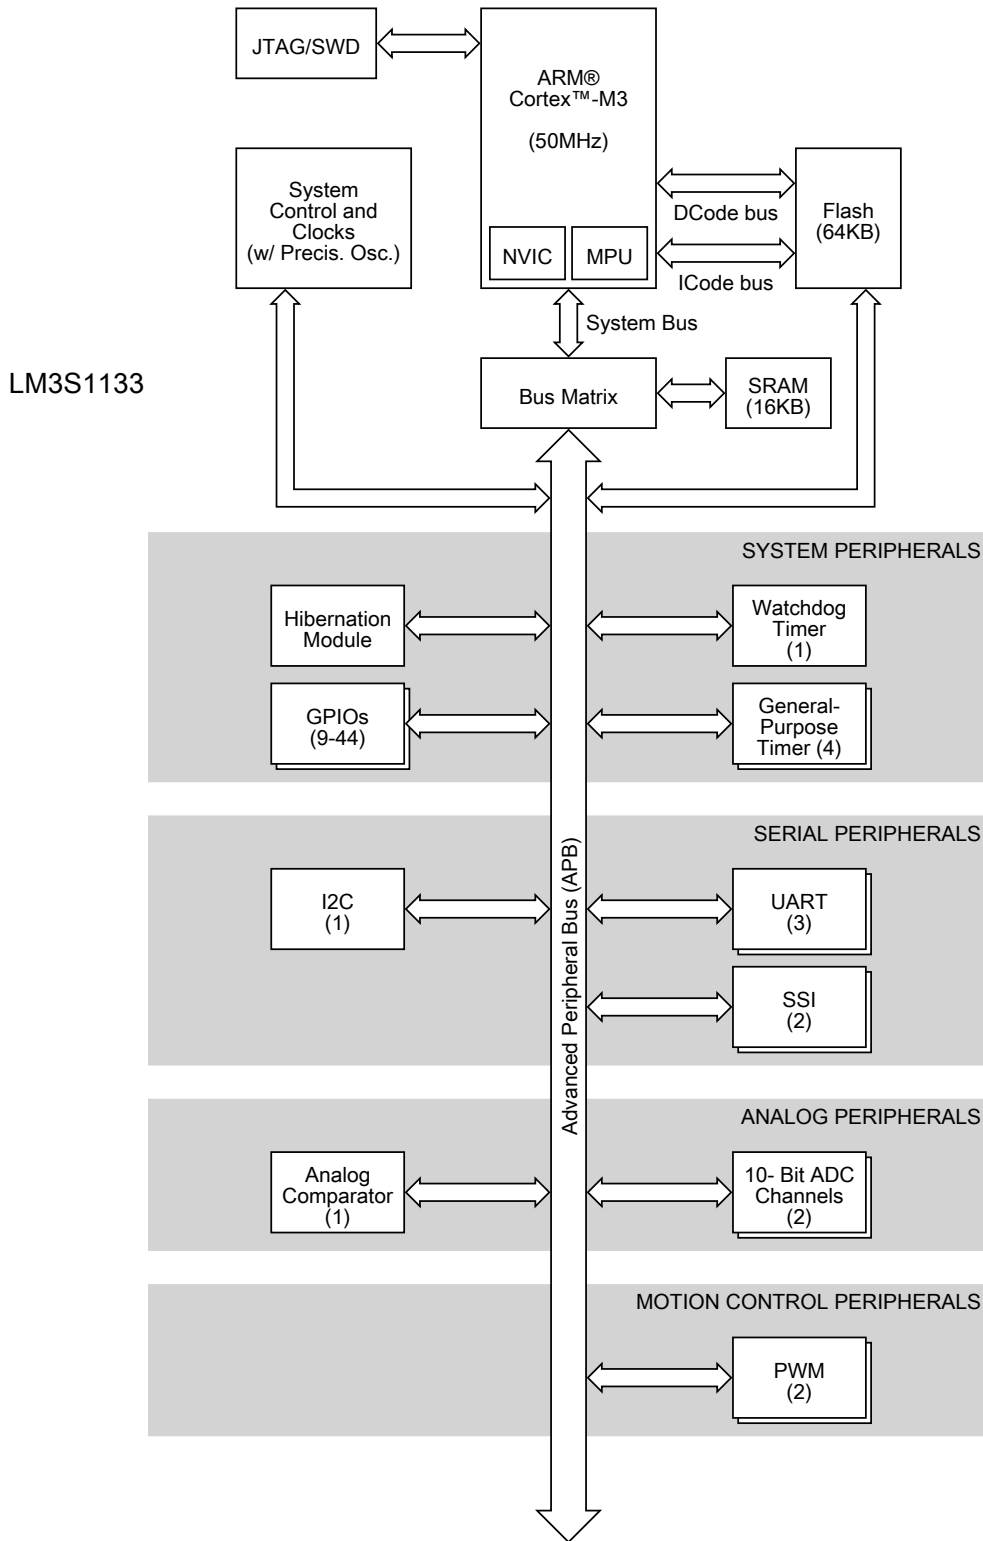 JTAG/SWD
ARM®
Cortex™-M3
(50MHz)
System
Control and
Clocks
(w/ Precis. Osc.)
DCode bus
Flash
(64KB)
NVIC
MPU
ICode bus
System Bus
LM3S1133
Bus Matrix
SRAM
(16KB)
SYSTEM PERIPHERALS
Hibernation
Module
Watchdog
Timer
(1)
GPIOs
(9-44)
General-
Purpose
Timer (4)
Advanced Peripheral Bus (APB)
SERIAL PERIPHERALS
I2C
(1)
UART
(3)
SSI
(2)
ANALOG PERIPHERALS
Analog
Comparator
(1)
10- Bit ADC
Channels
(2)
MOTION CONTROL PERIPHERALS
PWM
(2)